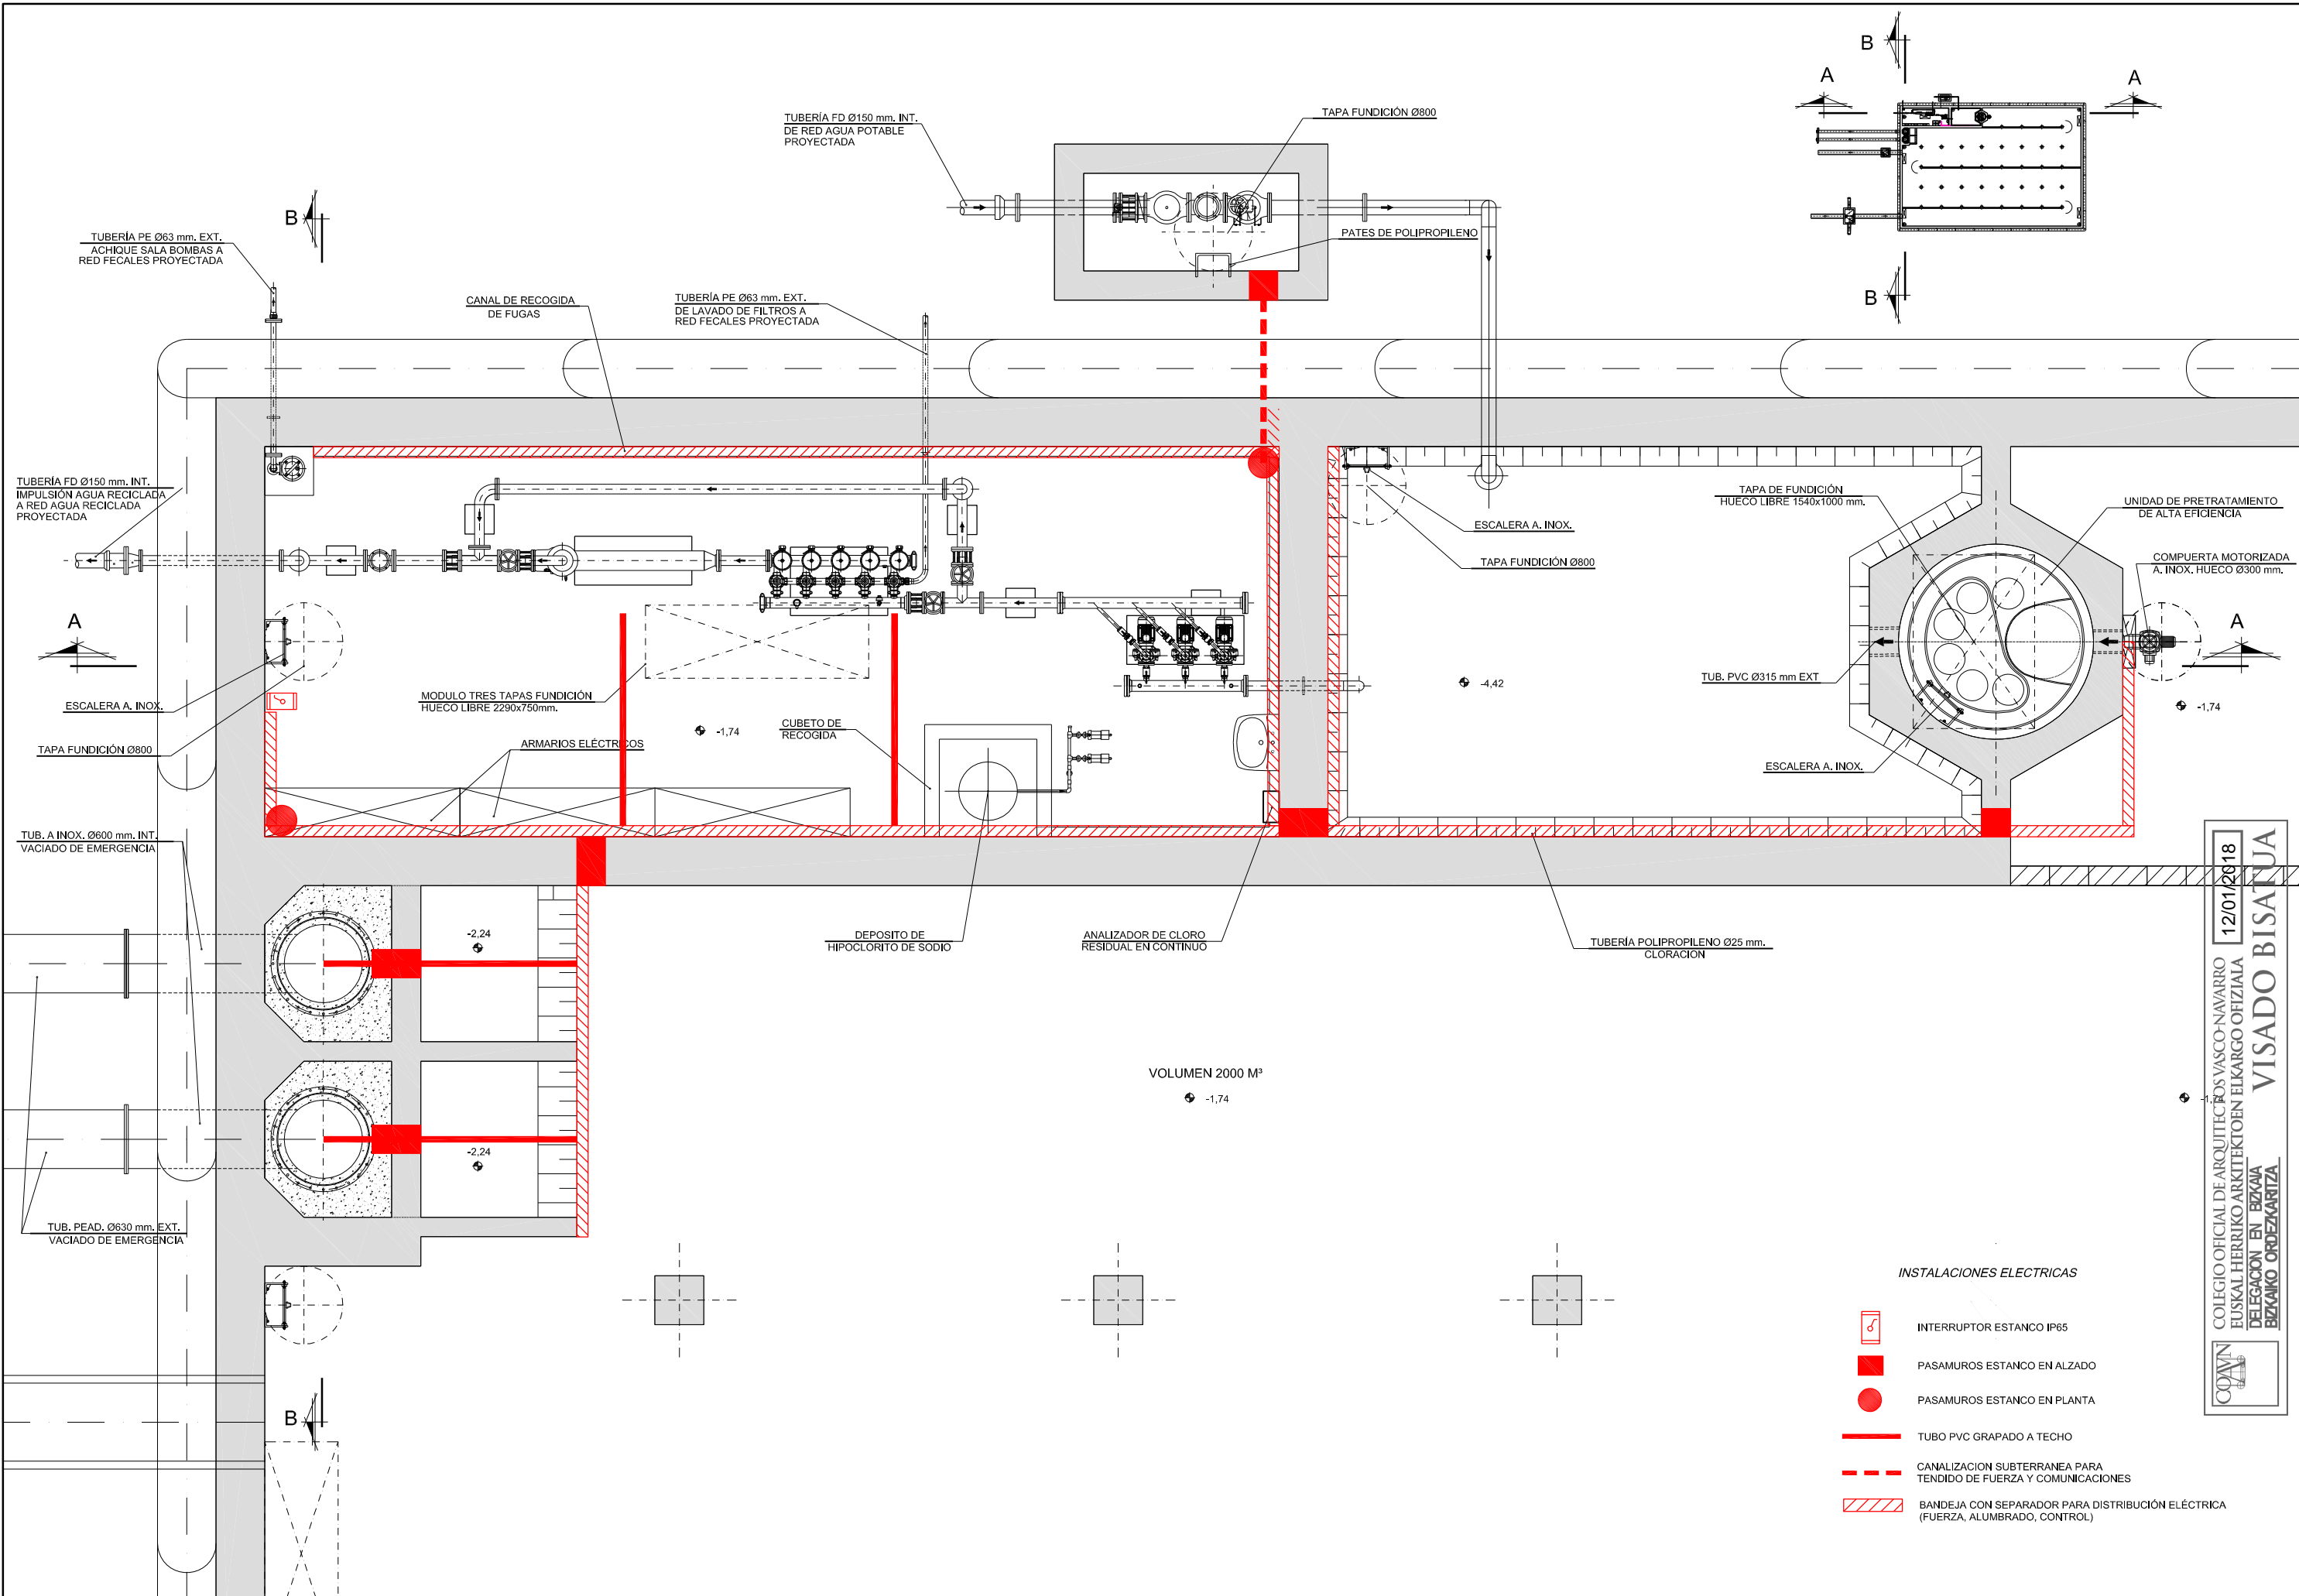 B
A
A
B
TUBERÍA FD Ø150 mm. INT.
DE RED AGUA POTABLE
PROYECTADA
TAPA FUNDICIÓN Ø800
PATES DE POLIPROPILENO
B
TUBERÍA PE Ø63 mm. EXT.
ACHIQUE SALA BOMBAS A
RED FECALES PROYECTADA
CANAL DE RECOGIDA
DE FUGAS
TUBERÍA PE Ø63 mm. EXT.
DE LAVADO DE FILTROS A
RED FECALES PROYECTADA
TUBERÍA FD Ø150 mm. INT.
IMPULSIÓN AGUA RECICLADA
A RED AGUA RECICLADA
PROYECTADA
ESCALERA A. INOX.
TAPA FUNDICIÓN Ø800
TAPA DE FUNDICIÓN
HUECO LIBRE 1540x1000 mm.
UNIDAD DE PRETRATAMIENTO
DE ALTA EFICIENCIA
COMPUERTA MOTORIZADA
A. INOX. HUECO Ø300 mm.
A
A
ESCALERA A. INOX.
TAPA FUNDICIÓN Ø800
MODULO TRES TAPAS FUNDICIÓN
HUECO LIBRE 2290x750mm.
ARMARIOS ELÉCTRICOS
-1,74
CUBETO DE
RECOGIDA
-4,42
TUB. PVC Ø315 mm EXT
-1,74
ESCALERA A. INOX.
TUB. A INOX. Ø600 mm. INT.
VACIADO DE EMERGENCIA
-2,24
DEPOSITO DE
HIPOCLORITO DE SODIO
ANALIZADOR DE CLORO
RESIDUAL EN CONTINUO
TUBERÍA POLIPROPILENO Ø25 mm.
CLORACION
VOLUMEN 2000 M³
-1,74
-1,74
-2,24
TUB. PEAD. Ø630 mm. EXT.
VACIADO DE EMERGENCIA
B
INSTALACIONES ELECTRICAS
INTERRUPTOR ESTANCO IP65
PASAMUROS ESTANCO EN ALZADO
PASAMUROS ESTANCO EN PLANTA
TUBO PVC GRAPADO A TECHO
CANALIZACION SUBTERRANEA PARA
TENDIDO DE FUERZA Y COMUNICACIONES
BANDEJA CON SEPARADOR PARA DISTRIBUCIÓN ELÉCTRICA
(FUERZA, ALUMBRADO, CONTROL)
COLEGIO OFICIAL DE ARQUITECTOS VASCO-NAVARRO
EUSKAL HERRIKO ARKITEKTOEN ELKARGO OFIZIALA
DELEGACION EN BIZKAIA
BIZKAIKO ORDEZKARITZA
12/01/2018
VISADO BISATUA
COAVN